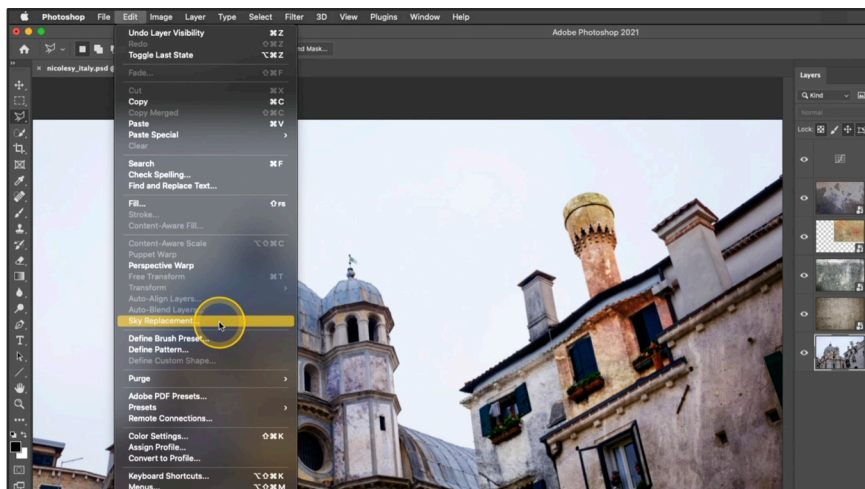 Photoshop File Edit Image Layer Type Select Filter 3D View Plugins Window Help
Adobe Photoshop 2021
nd Mask...
× nicolesy_italy.psd @
Undo Layer Visibility ⌘Z
Redo ⇧⌘Z
Toggle Last State ⌥⌘Z
Fade... ⇧⌘F
Cut ⌘X
Copy ⌘C
Copy Merged ⇧⌘C
Paste ⌘V
Paste Special ›
Clear
Search ⌘F
Check Spelling...
Find and Replace Text...
Fill... ⇧F5
Stroke...
Content-Aware Fill...
Content-Aware Scale ⌥⇧⌘C
Puppet Warp
Perspective Warp
Free Transform ⌘T
Transform ›
Auto-Align Layers...
Auto-Blend Layers...
Sky Replacement...
Define Brush Preset...
Define Pattern...
Define Custom Shape...
Purge ›
Adobe PDF Presets...
Presets ›
Remote Connections...
Color Settings... ⇧⌘K
Assign Profile...
Convert to Profile...
Keyboard Shortcuts... ⌥⇧⌘K
Menus... ⌥⇧⌘M
Layers
Kind
Normal
Lock: